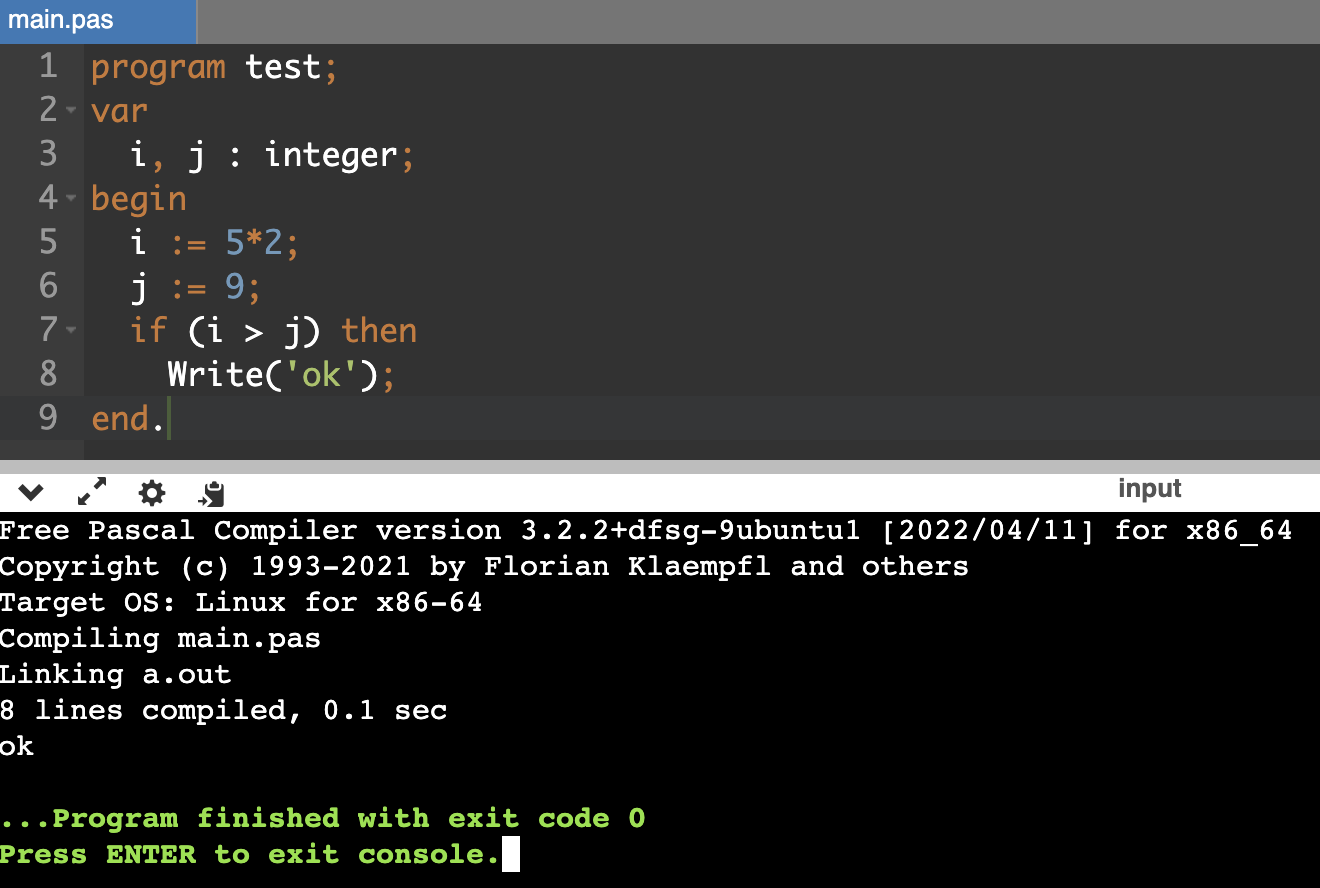 main.pas
1 program test;
2 var
3   i, j : integer;
4 begin
5   i := 5*2;
6   j := 9;
7   if (i > j) then
8     Write('ok');
9 end.
input
Free Pascal Compiler version 3.2.2+dfsg-9ubuntu1 [2022/04/11] for x86_64
Copyright (c) 1993-2021 by Florian Klaempfl and others
Target OS: Linux for x86-64
Compiling main.pas
Linking a.out
8 lines compiled, 0.1 sec
ok
...Program finished with exit code 0
Press ENTER to exit console.